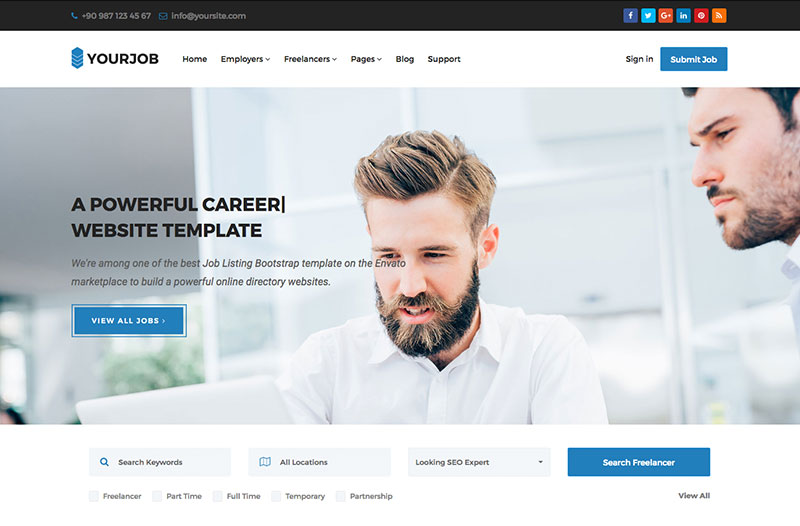 +90 987 123 45 67 info@yoursite.com
YOURJOB Home Employers Freelancers Pages Blog Support Sign in Submit Job
A POWERFUL CAREER|
WEBSITE TEMPLATE
We're among one of the best Job Listing Bootstrap template on the Envato
marketplace to build a powerful online directory websites.
VIEW ALL JOBS ›
Search Keywords All Locations Looking SEO Expert Search Freelancer
Freelancer Part Time Full Time Temporary Partnership View All